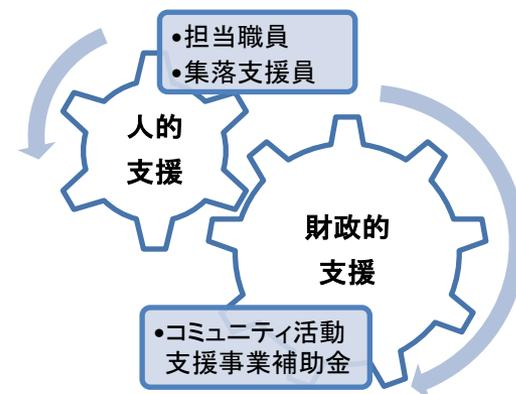 •担当職員
•集落支援員
人的
支援
財政的
支援
•コミュニティ活動
支援事業補助金